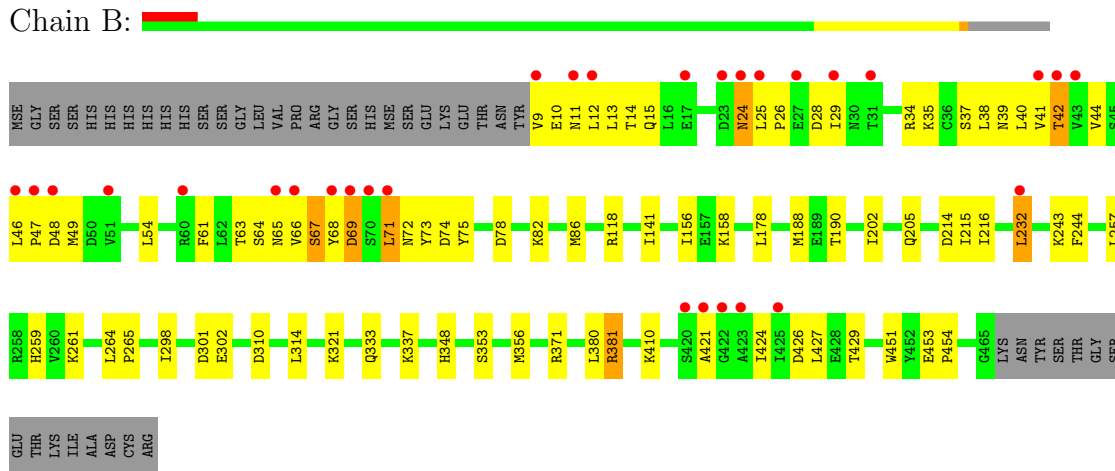 Chain B:
MSE GLY SER SER HIS HIS HIS HIS HIS HIS SER SER GLY LEU VAL PRO ARG GLY SER HIS MSE SER GLU LYS GLU THR ASN TYR V9 E10 N11 L12 L13 T14 Q15 L16 E17 D23 N24 L25 P26 E27 D28 I29 N30 T31 R34 K35 C36 S37 L38 N39 L40 V41 T42 V43 V44 S45
L46 P47 D48 M49 D50 V51 L54 R60 F61 L62 T63 S64 N65 V66 S67 Y68 D69 S70 L71 N72 Y73 D74 Y75 D78 K82 M86 R118 I141 I156 E157 K158 L178 M188 E189 T190 I202 Q205 D214 I215 I216 L232 K243 F244 L257
R258 H259 V260 K261 L264 P265 I298 D301 E302 D310 L314 K321 Q333 K337 H348 S353 M356 R371 L380 R381 K410 S420 A421 G422 A423 I424 I425 D426 L427 E428 T429 W451 Y452 E453 P454 G465 LYS ASN TYR SER THR GLY SER
GLU THR LYS ILE ALA ASP CYS ARG